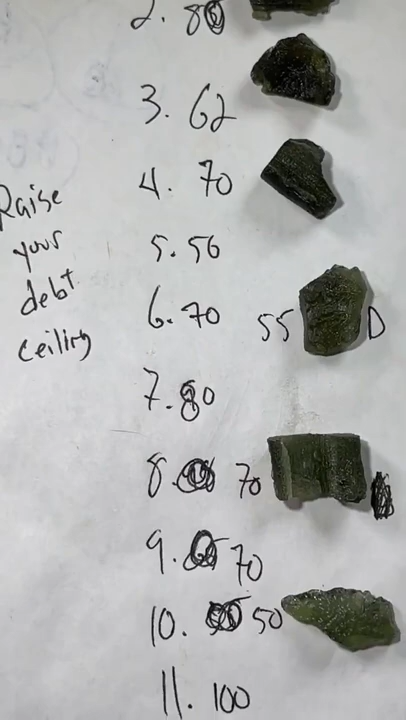 2. 80
3. 62
4. 70
5. 50
6. 70 55 D
7. 80
8. 70
9. 70
10. 50
11. 100
Raise
your
debt
ceiling